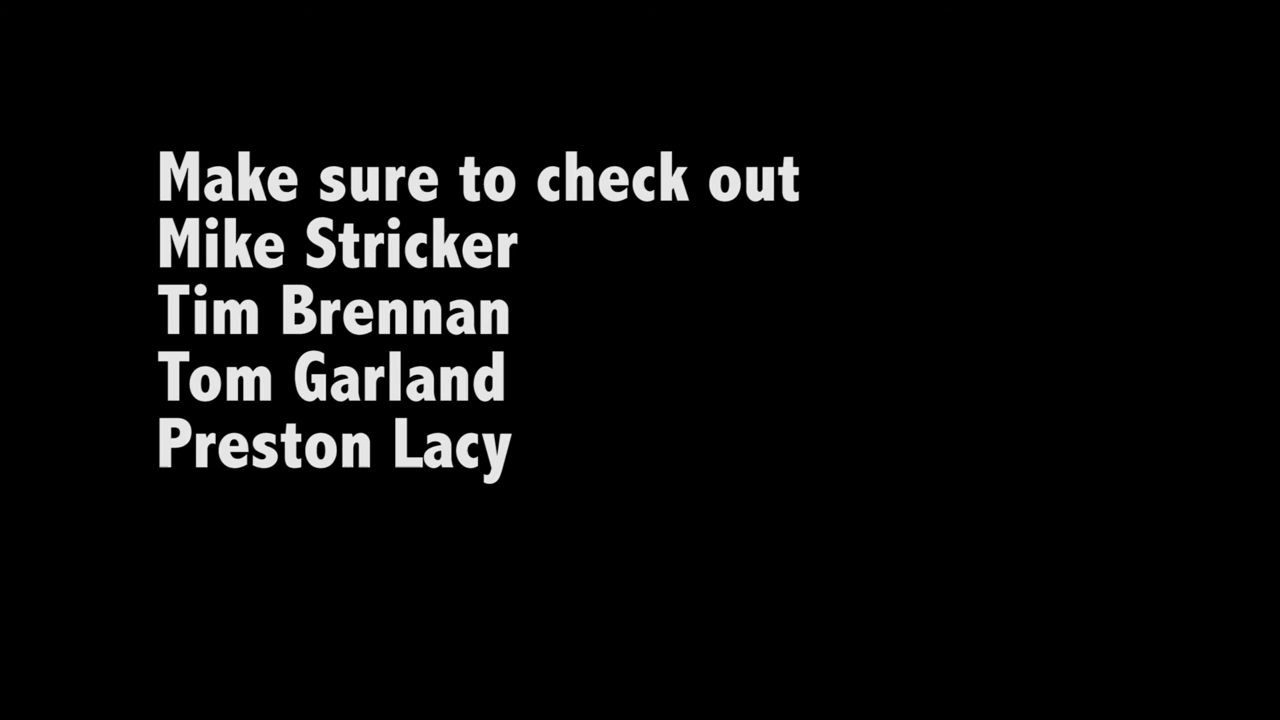 Make sure to check out
Mike Stricker
Tim Brennan
Tom Garland
Preston Lacy